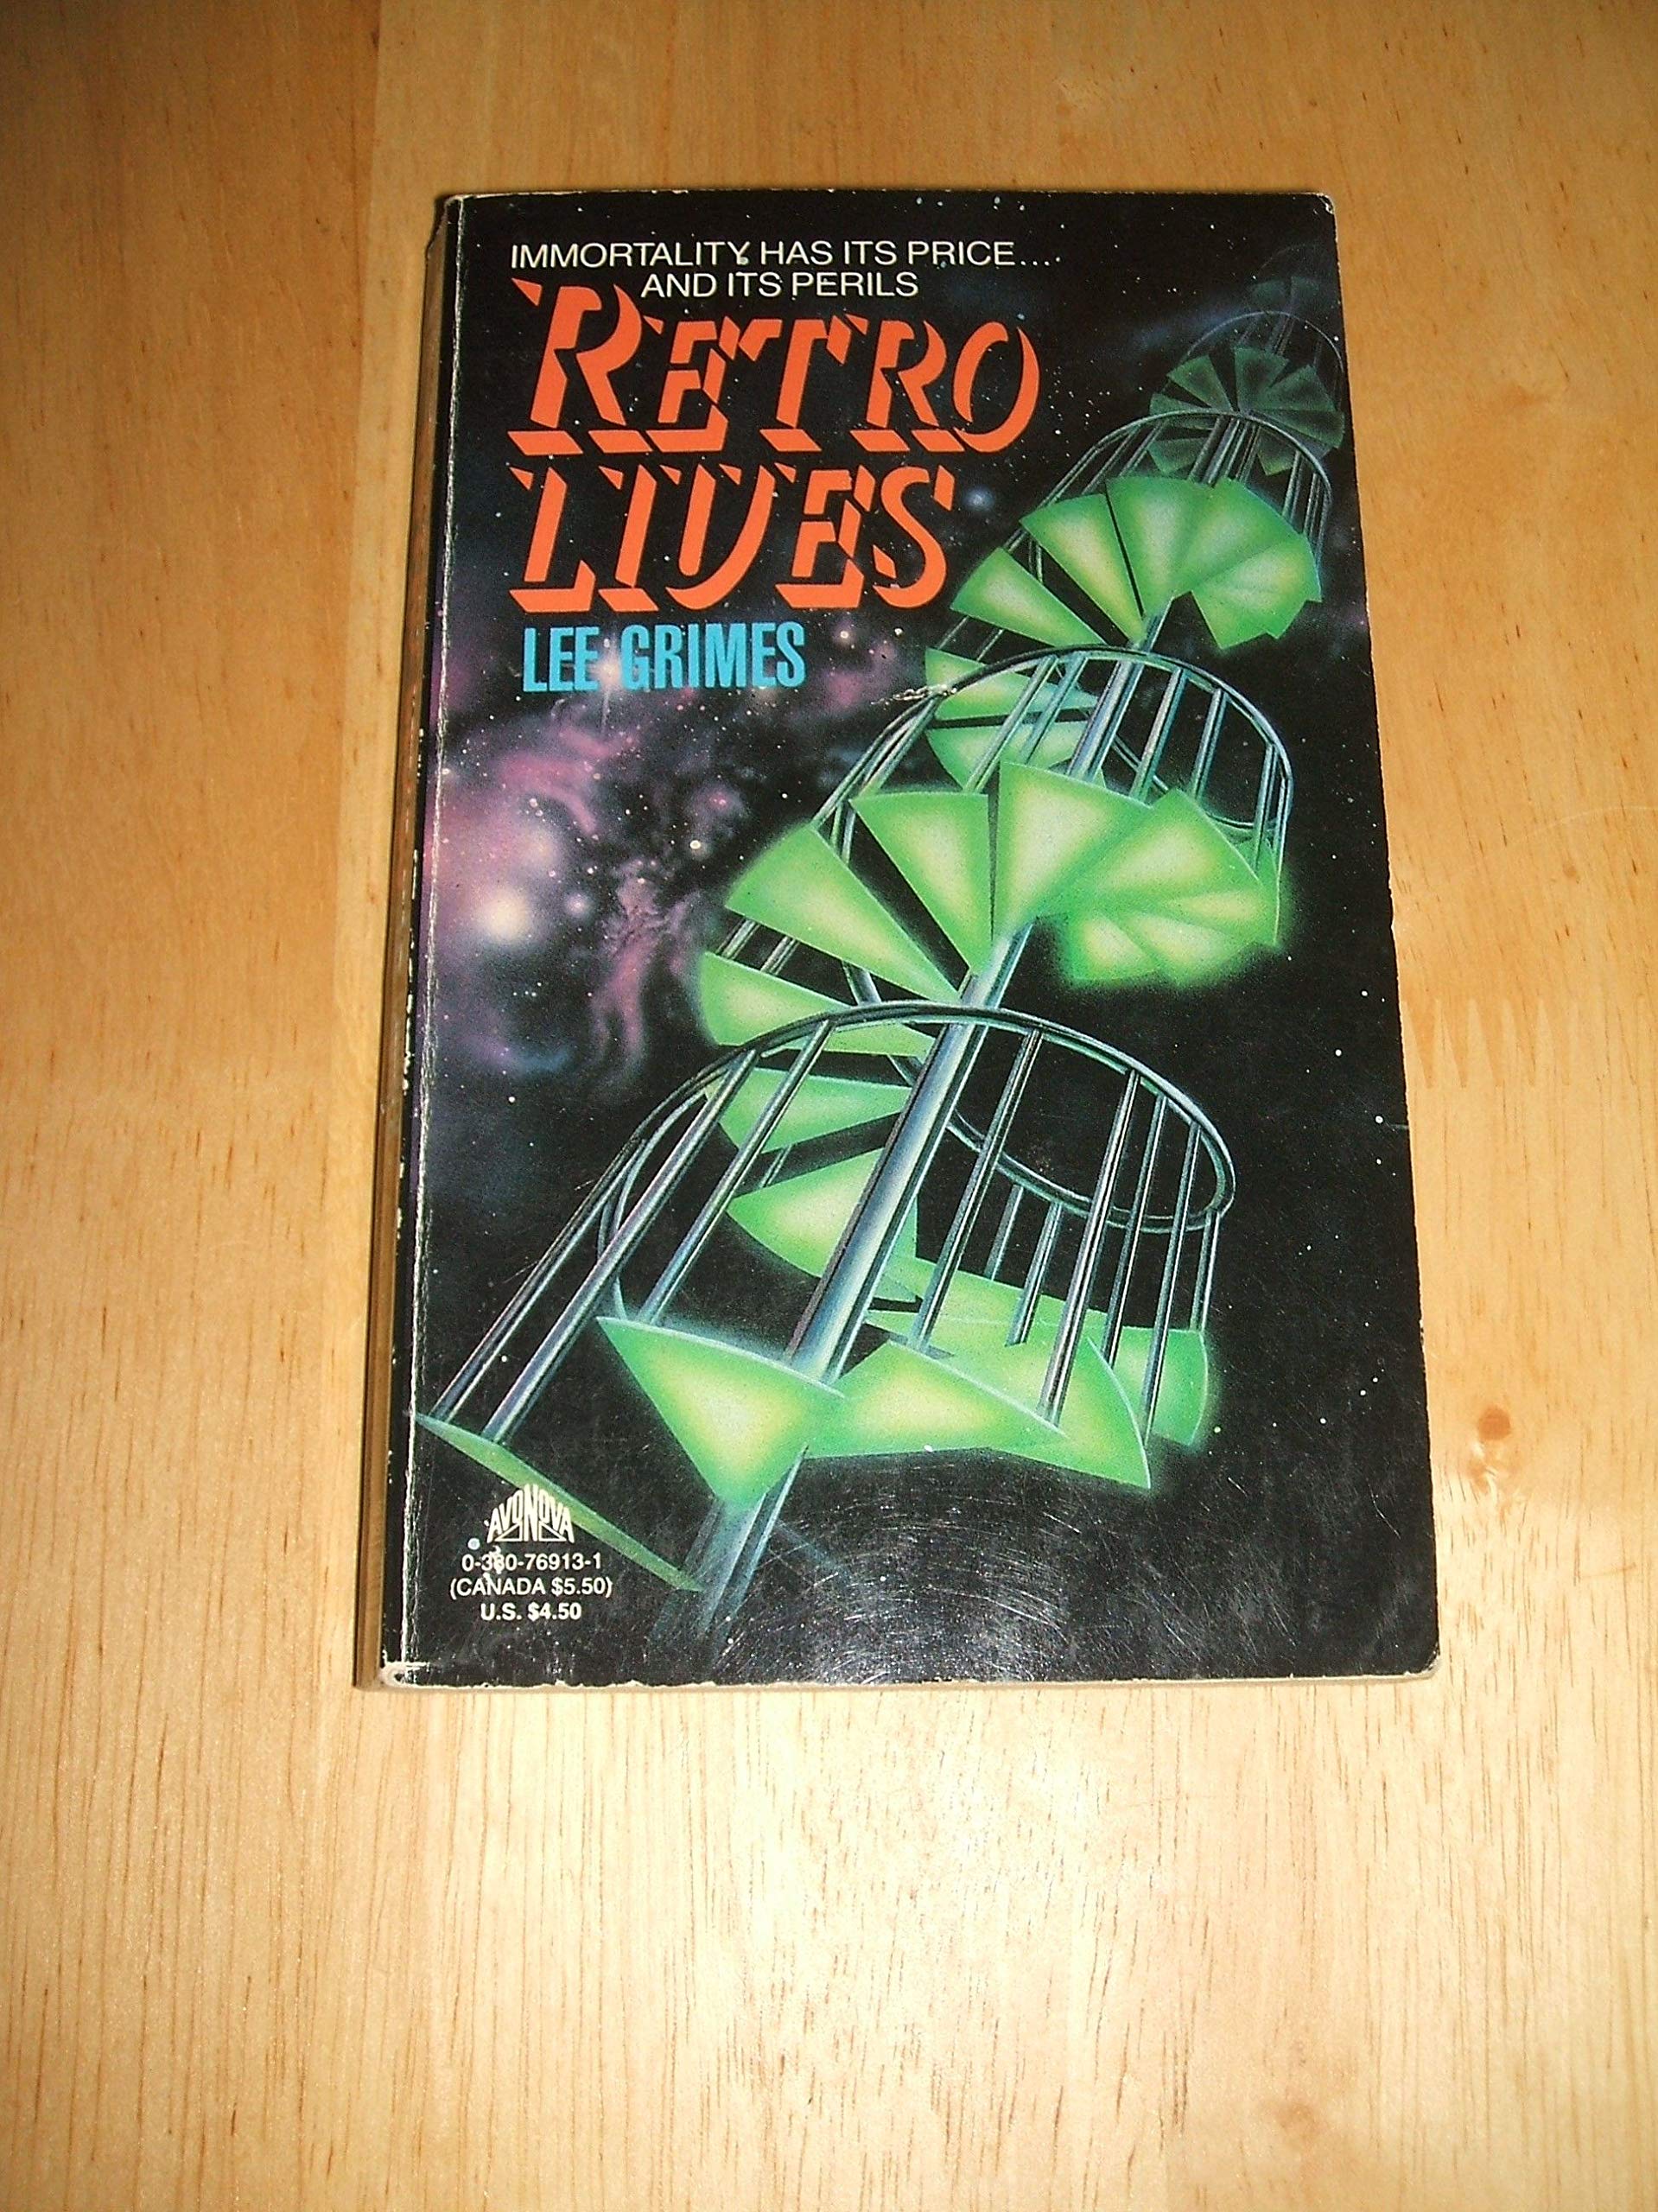 IMMORTALITY HAS ITS PRICE...
AND ITS PERILS
RETRO
LIVES
LEE GRIMES
AVONOVA
0-380-76913-1
(CANADA $5.50)
U.S. $4.50